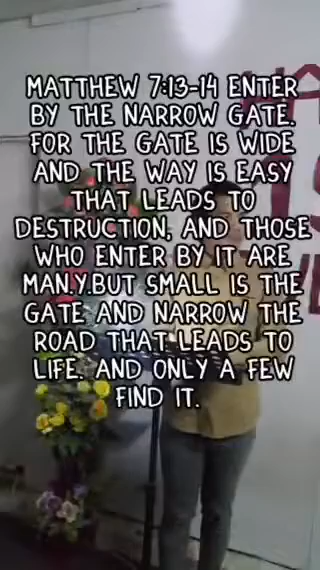 MATTHEW 7:13-14 ENTER
BY THE NARROW GATE.
FOR THE GATE IS WIDE
AND THE WAY IS EASY
THAT LEADS TO
DESTRUCTION, AND THOSE
WHO ENTER BY IT ARE
MAN.Y.BUT SMALL IS THE
GATE AND NARROW THE
ROAD THAT LEADS TO
LIFE. AND ONLY A FEW
FIND IT.